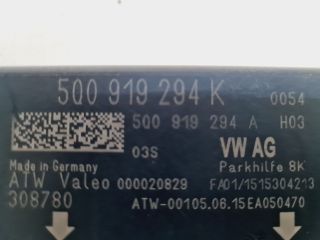 5Q0 919 294 K 0054
5Q0 919 294 A H03
03S VW AG
Made in Germany Parkhilfe 8K
ATW Valeo 000020829 FA01/1515304213
308780 ATW-00105.06.15EA050470